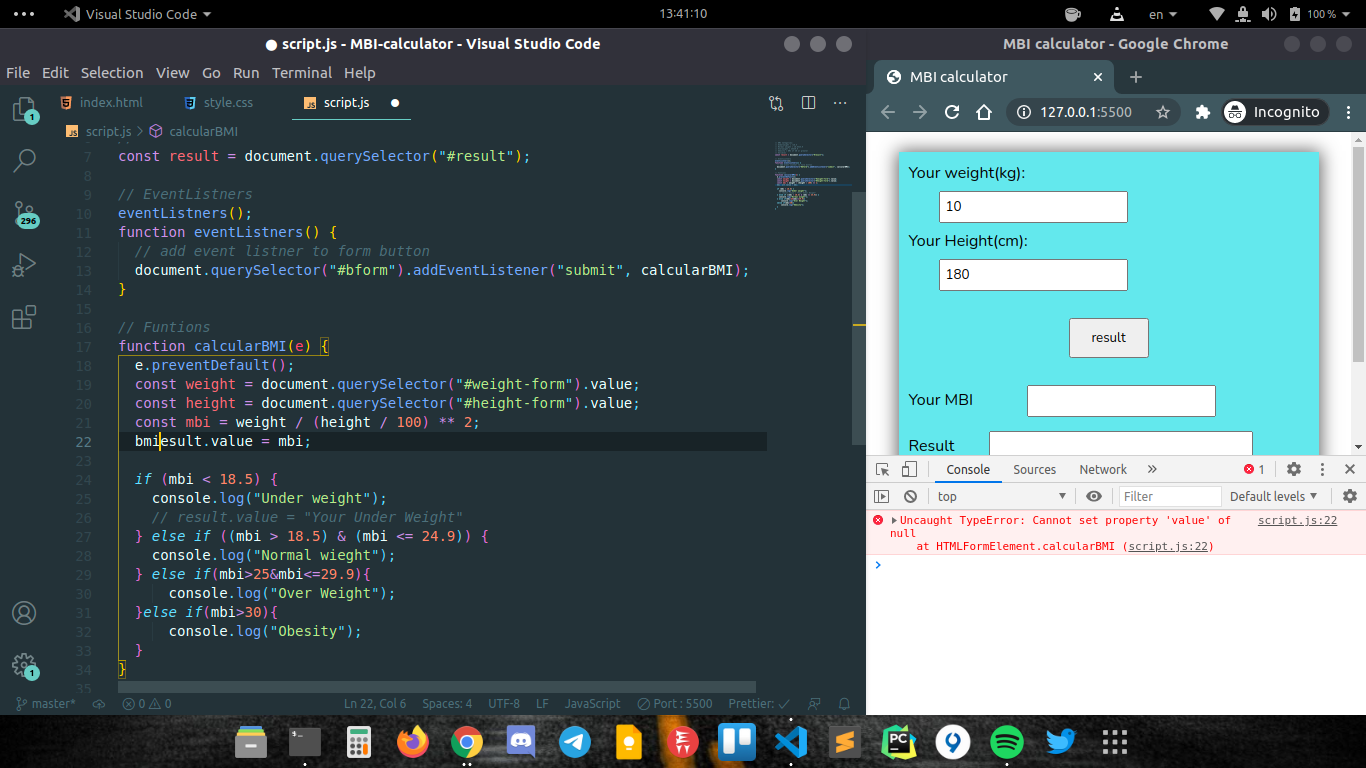 Visual Studio Code
13:41:10
en
100 %
● script.js - MBI-calculator - Visual Studio Code
File Edit Selection View Go Run Terminal Help
index.html
style.css
JS script.js ●
JS script.js > calcularBMI
7 const result = document.querySelector("#result");
8
9 // EventListners
10 eventListners();
11 function eventListners() {
12 // add event listner to form button
13 document.querySelector("#bform").addEventListener("submit", calcularBMI);
14 }
15
16 // Funtions
17 function calcularBMI(e) {
18 e.preventDefault();
19 const weight = document.querySelector("#weight-form").value;
20 const height = document.querySelector("#height-form").value;
21 const mbi = weight / (height / 100) ** 2;
22 bmiesult.value = mbi;
23
24 if (mbi < 18.5) {
25 console.log("Under weight");
26 // result.value = "Your Under Weight"
27 } else if ((mbi > 18.5) & (mbi <= 24.9)) {
28 console.log("Normal wieght");
29 } else if(mbi>25&mbi<=29.9){
30 console.log("Over Weight");
31 }else if(mbi>30){
32 console.log("Obesity");
33 }
34 }
35
1
296
1
master*
0 0
Ln 22, Col 6
Spaces: 4
UTF-8
LF
JavaScript
Port : 5500
Prettier: ✓
MBI calculator - Google Chrome
MBI calculator
127.0.0.1:5500
Incognito
Your weight(kg):
10
Your Height(cm):
180
result
Your MBI
Result
Console
Sources
Network
»
1
top
Filter
Default levels
Uncaught TypeError: Cannot set property 'value' of script.js:22
null
at HTMLFormElement.calcularBMI (script.js:22)
>
$_
PC